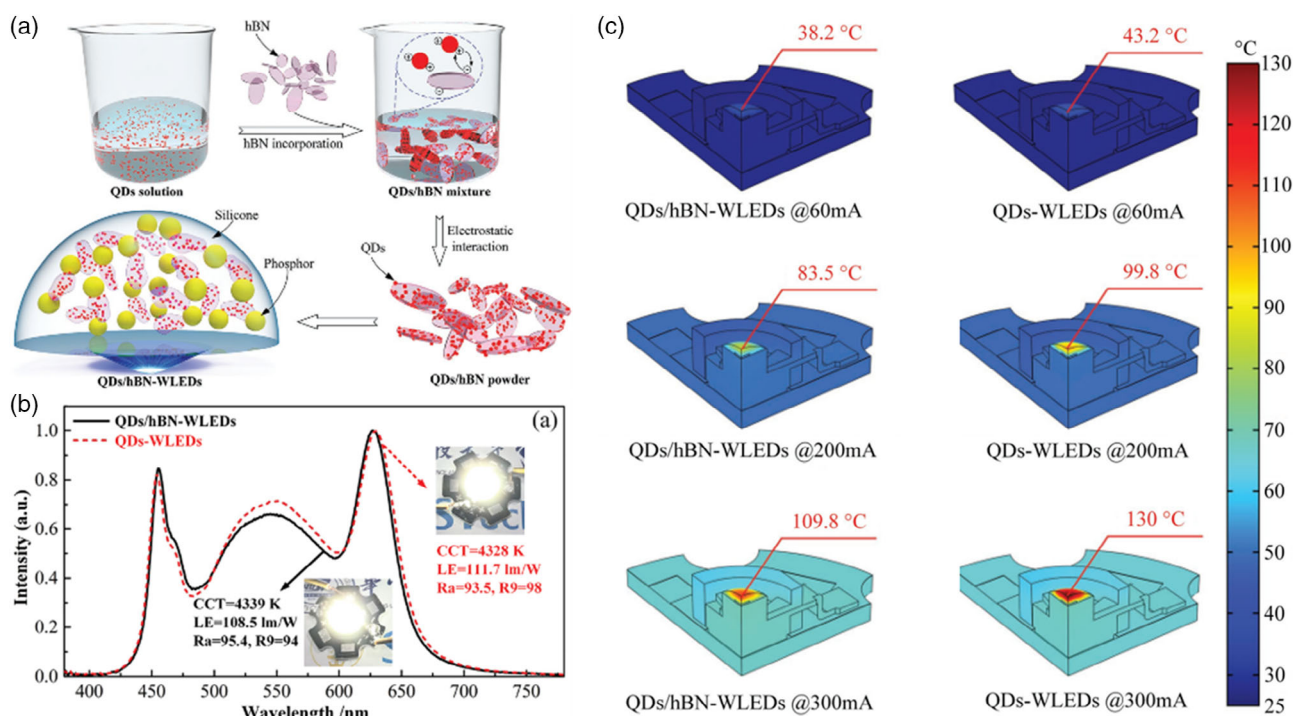 (a)
hBN
hBN incorporation
QDs solution
QDs/hBN mixture
Silicone
Phosphor
QDs
Electrostatic
interaction
QDs/hBN-WLEDs
QDs/hBN powder
(b)
(a)
QDs/hBN-WLEDs
QDs-WLEDs
1.0
0.8
0.6
0.4
0.2
0.0
Intensity (a.u.)
CCT=4328 K
LE=111.7 lm/W
Ra=93.5, R9=98
CCT=4339 K
LE=108.5 lm/W
Ra=95.4, R9=94
400 450 500 550 600 650 700 750
Wavelength /nm
(c)
38.2 °C
43.2 °C
QDs/hBN-WLEDs @60mA
QDs-WLEDs @60mA
83.5 °C
99.8 °C
QDs/hBN-WLEDs @200mA
QDs-WLEDs @200mA
109.8 °C
130 °C
QDs/hBN-WLEDs @300mA
QDs-WLEDs @300mA
°C
130
120
110
100
90
80
70
60
50
40
30
25